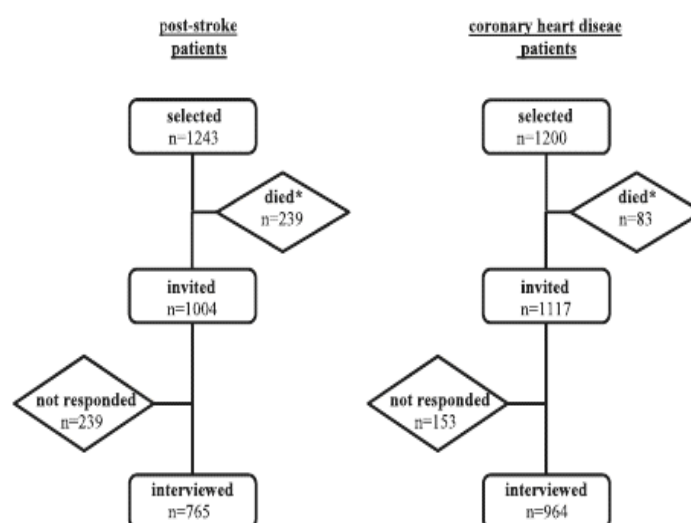 post-stroke
patients
selected
n=1243
died*
n=239
invited
n=1004
not responded
n=239
interviewed
n=765
coronary heart diseae
patients
selected
n=1200
died*
n=83
invited
n=1117
not responded
n=153
interviewed
n=964